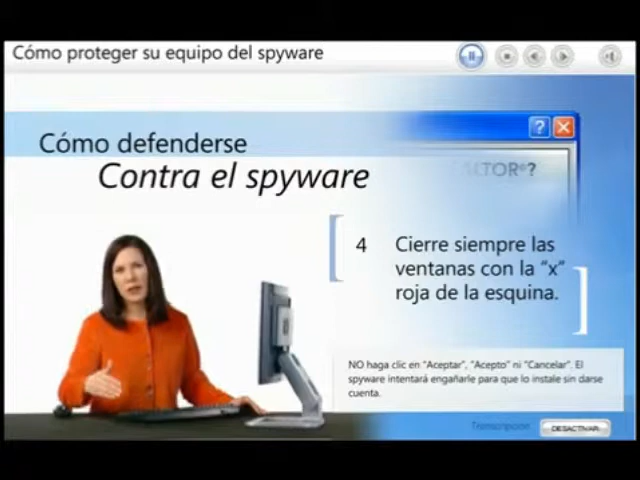 Cómo proteger su equipo del spyware
Cómo defenderse
Contra el spyware
4 Cierre siempre las
ventanas con la "x"
roja de la esquina.
NO haga clic en "Aceptar", "Acepto" ni "Cancelar". El
spyware intentará engañarle para que lo instale sin darse
cuenta.
Transcripción
DESACTIVAR